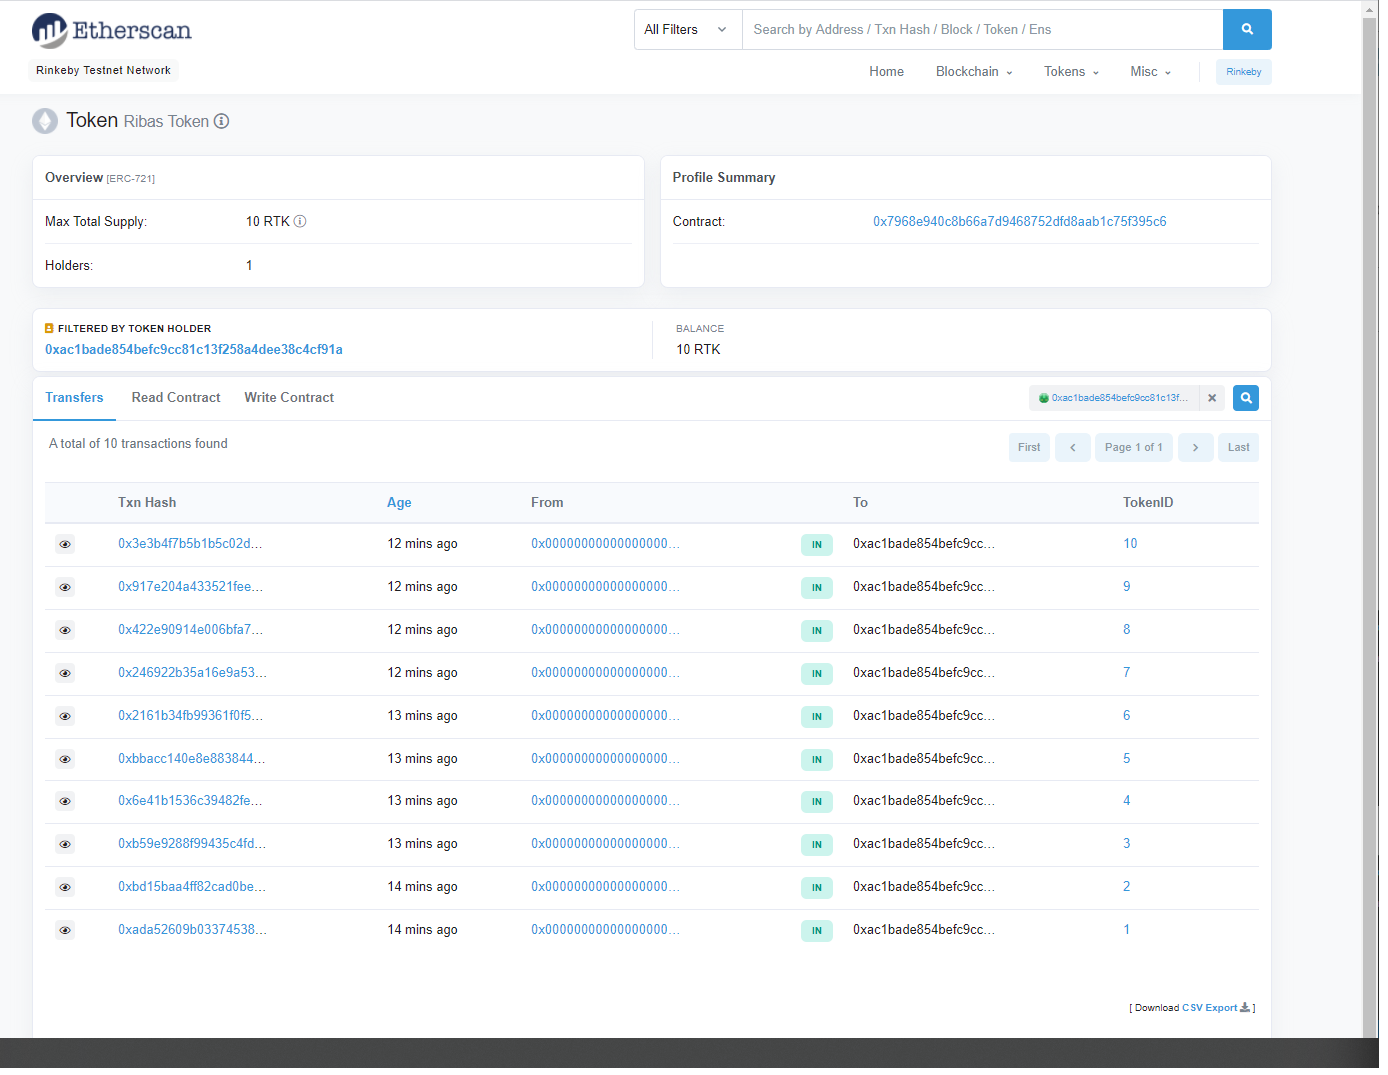 Etherscan
All Filters
Search by Address / Txn Hash / Block / Token / Ens
Rinkeby Testnet Network
Home Blockchain Tokens Misc Rinkeby
Token Ribas Token
Overview [ERC-721]
Profile Summary
Max Total Supply: 10 RTK
Contract: 0x7968e940c8b66a7d9468752dfd8aab1c75f395c6
Holders: 1
FILTERED BY TOKEN HOLDER
BALANCE
0xac1bade854befc9cc81c13f258a4dee38c4cf91a
10 RTK
Transfers Read Contract Write Contract
0xac1bade854befc9cc81c13f...
A total of 10 transactions found
First Page 1 of 1 Last
Txn Hash Age From To TokenID
0x3e3b4f7b5b1b5c02d... 12 mins ago 0x00000000000000000... IN 0xac1bade854befc9cc... 10
0x917e204a433521fee... 12 mins ago 0x00000000000000000... IN 0xac1bade854befc9cc... 9
0x422e90914e006bfa7... 12 mins ago 0x00000000000000000... IN 0xac1bade854befc9cc... 8
0x246922b35a16e9a53... 12 mins ago 0x00000000000000000... IN 0xac1bade854befc9cc... 7
0x2161b34fb99361f0f5... 13 mins ago 0x00000000000000000... IN 0xac1bade854befc9cc... 6
0xbbacc140e8e883844... 13 mins ago 0x00000000000000000... IN 0xac1bade854befc9cc... 5
0x6e41b1536c39482fe... 13 mins ago 0x00000000000000000... IN 0xac1bade854befc9cc... 4
0xb59e9288f99435c4fd... 13 mins ago 0x00000000000000000... IN 0xac1bade854befc9cc... 3
0xbd15baa4ff82cad0be... 14 mins ago 0x00000000000000000... IN 0xac1bade854befc9cc... 2
0xada52609b03374538... 14 mins ago 0x00000000000000000... IN 0xac1bade854befc9cc... 1
[ Download CSV Export ]